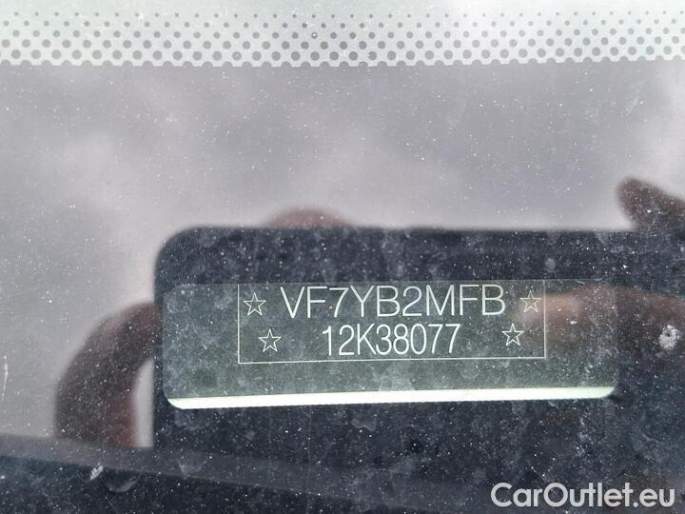 ☆ VF7YB2MFB ☆
☆ 12K38077 ☆
CarOutlet.eu